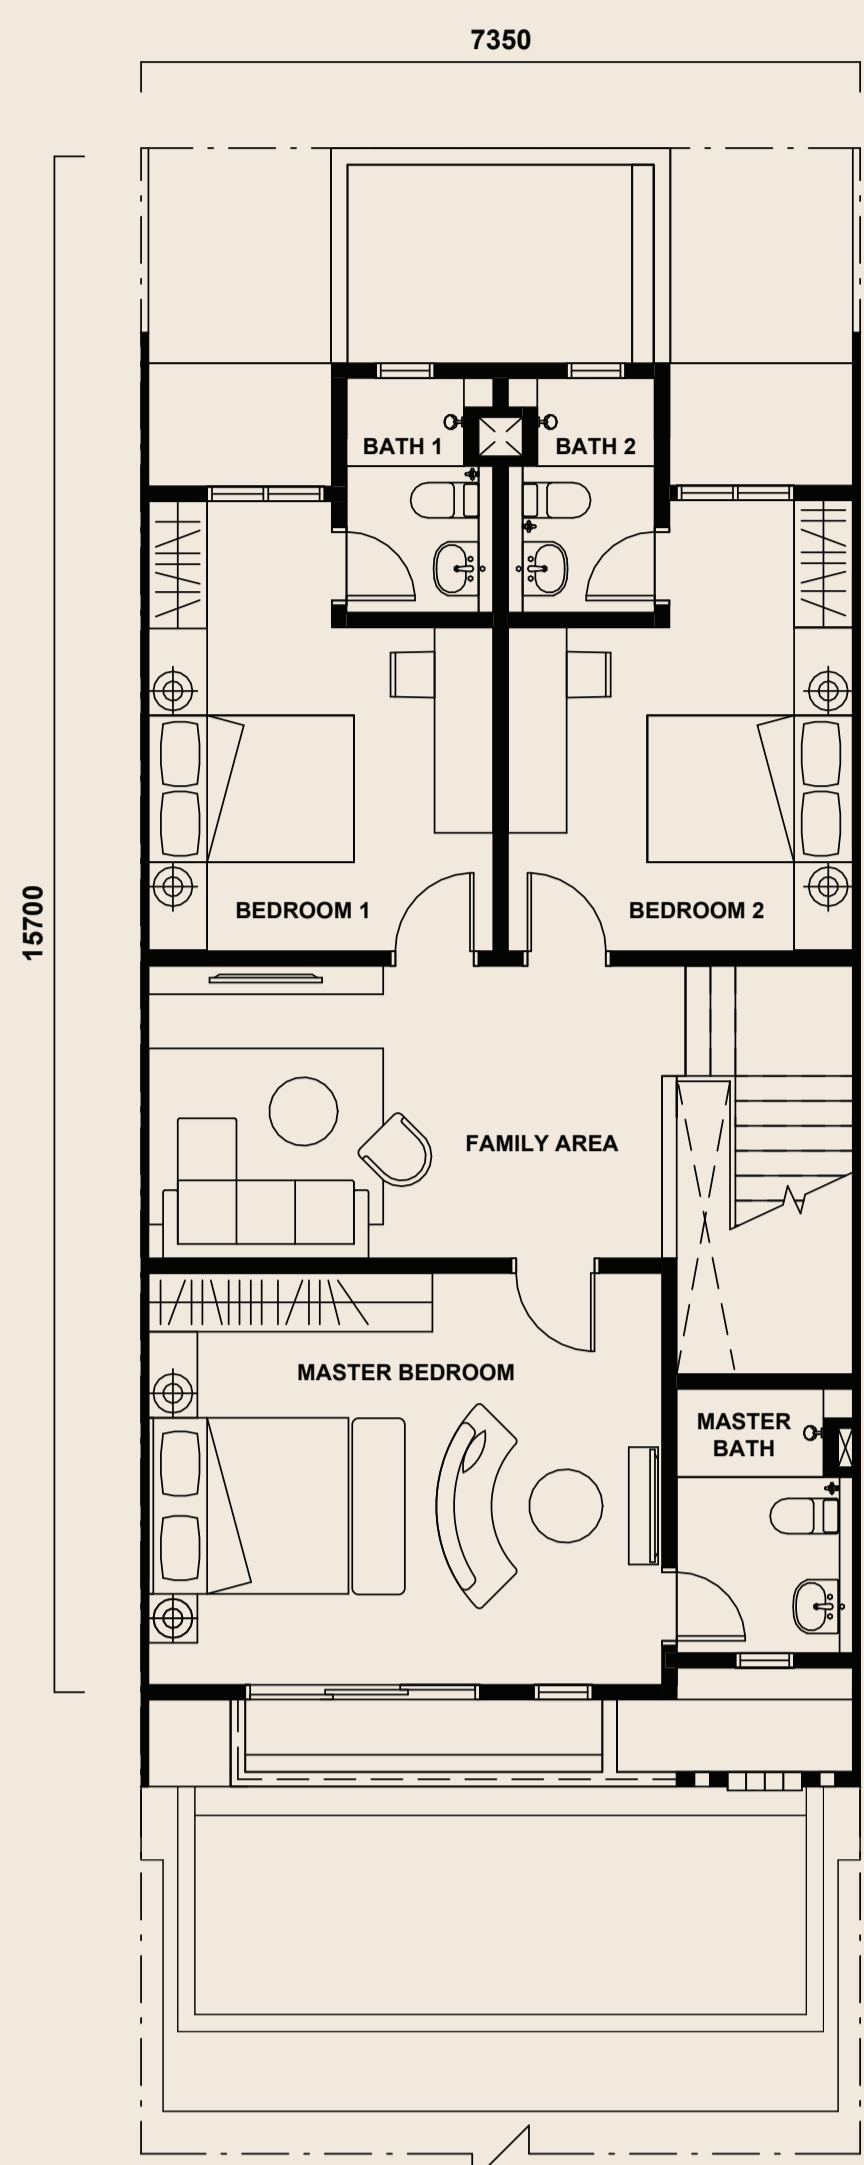 7350
BATH 1
BATH 2
15700
BEDROOM 1
BEDROOM 2
FAMILY AREA
MASTER BEDROOM
MASTER
BATH